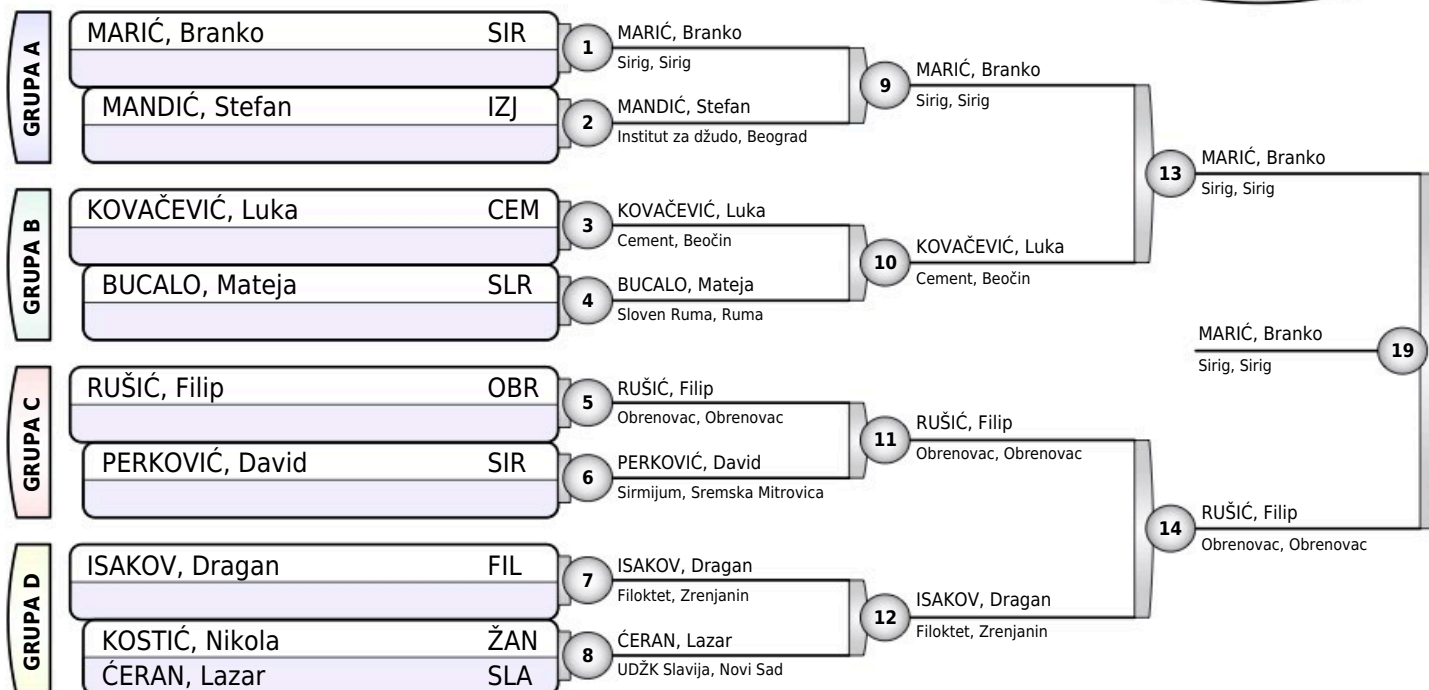 GRUPA A
MARIĆ, Branko SIR
MANDIĆ, Stefan IZJ
1
MARIĆ, Branko
Sirig, Sirig
2
MANDIĆ, Stefan
Institut za džudo, Beograd
9
MARIĆ, Branko
Sirig, Sirig
GRUPA B
KOVAČEVIĆ, Luka CEM
BUCALO, Mateja SLR
3
KOVAČEVIĆ, Luka
Cement, Beočin
4
BUCALO, Mateja
Sloven Ruma, Ruma
10
KOVAČEVIĆ, Luka
Cement, Beočin
13
MARIĆ, Branko
Sirig, Sirig
GRUPA C
RUŠIĆ, Filip OBR
PERKOVIĆ, David SIR
5
RUŠIĆ, Filip
Obrenovac, Obrenovac
6
PERKOVIĆ, David
Sirmijum, Sremska Mitrovica
11
RUŠIĆ, Filip
Obrenovac, Obrenovac
GRUPA D
ISAKOV, Dragan FIL
KOSTIĆ, Nikola ŽAN
ĆERAN, Lazar SLA
7
ISAKOV, Dragan
Filoktet, Zrenjanin
8
ĆERAN, Lazar
UDŽK Slavija, Novi Sad
12
ISAKOV, Dragan
Filoktet, Zrenjanin
14
RUŠIĆ, Filip
Obrenovac, Obrenovac
MARIĆ, Branko
Sirig, Sirig
19